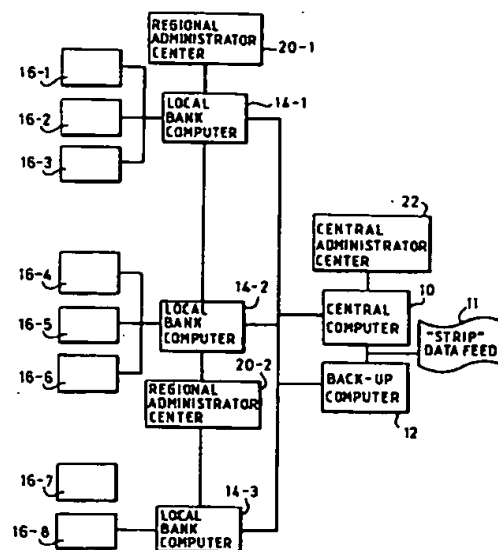 REGIONAL
ADMINISTRATOR
CENTER
20-1
16-1
16-2
16-3
LOCAL
BANK
COMPUTER
14-1
22
CENTRAL
ADMINISTRATOR
CENTER
16-4
16-5
16-6
LOCAL
BANK
COMPUTER
14-2
10
CENTRAL
COMPUTER
11
"STRIP"
DATA FEED
20-2
REGIONAL
ADMINISTRATOR
CENTER
BACK-UP
COMPUTER
12
16-7
16-8
14-3
LOCAL
BANK
COMPUTER